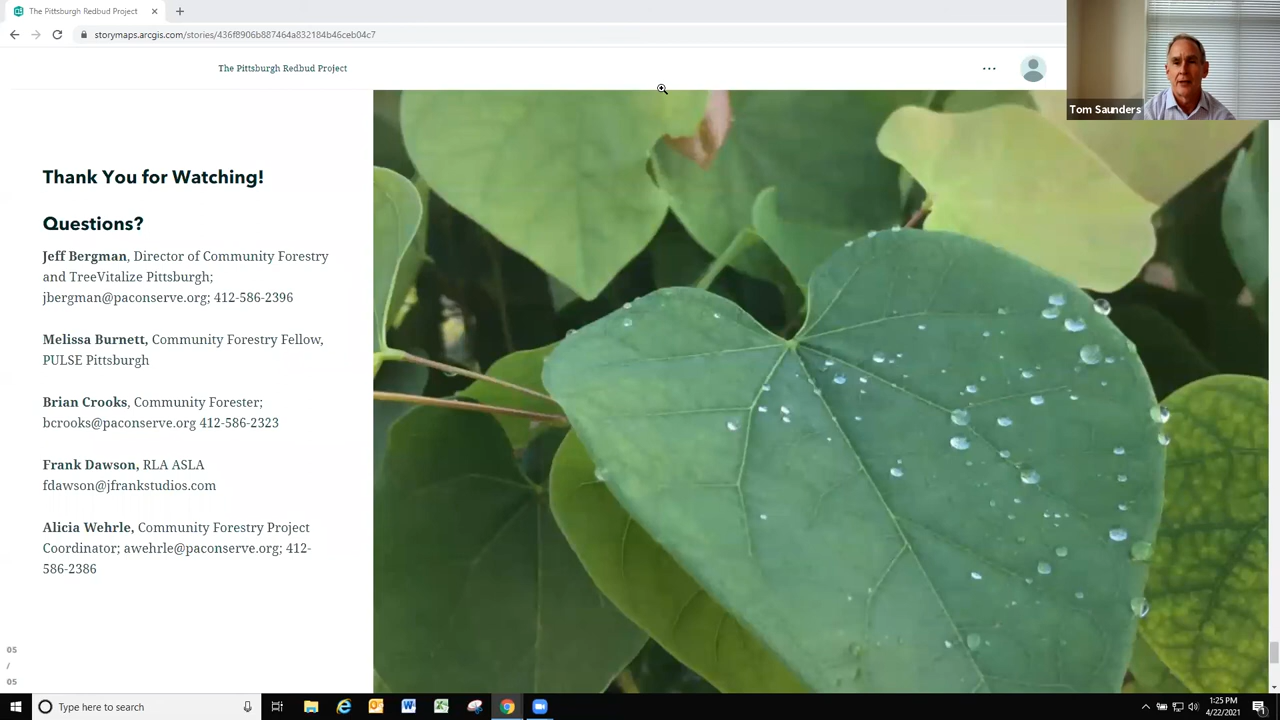 The Pittsburgh Redbud Project
storymaps.arcgis.com/stories/436f8906b887464a832184b46ceb04c7
The Pittsburgh Redbud Project
Tom Saunders
Thank You for Watching!
Questions?
Jeff Bergman, Director of Community Forestry
and TreeVitalize Pittsburgh;
jbergman@paconserve.org; 412-586-2396
Melissa Burnett, Community Forestry Fellow,
PULSE Pittsburgh
Brian Crooks, Community Forester;
bcrooks@paconserve.org 412-586-2323
Frank Dawson, RLA ASLA
fdawson@jfrankstudios.com
Alicia Wehrle, Community Forestry Project
Coordinator; awehrle@paconserve.org; 412-
586-2386
05
/
05
Type here to search
1:25 PM
4/22/2021